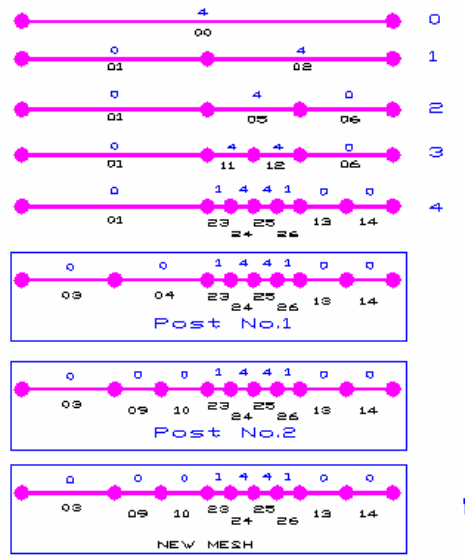 4
00 0
0 4
01 02 1
0 4 0
01 05 06 2
0 4 4 0
01 11 12 06 3
0 1 4 4 1 0 0
01 23 24 25 26 13 14 4
0 0 1 4 4 1 0 0
03 04 23 24 25 26 13 14
Post No.1
0 0 0 1 4 4 1 0 0
03 09 10 23 24 25 26 13 14
Post No.2
0 0 0 1 4 4 1 0 0
03 09 10 23 24 25 26 13 14
NEW MESH